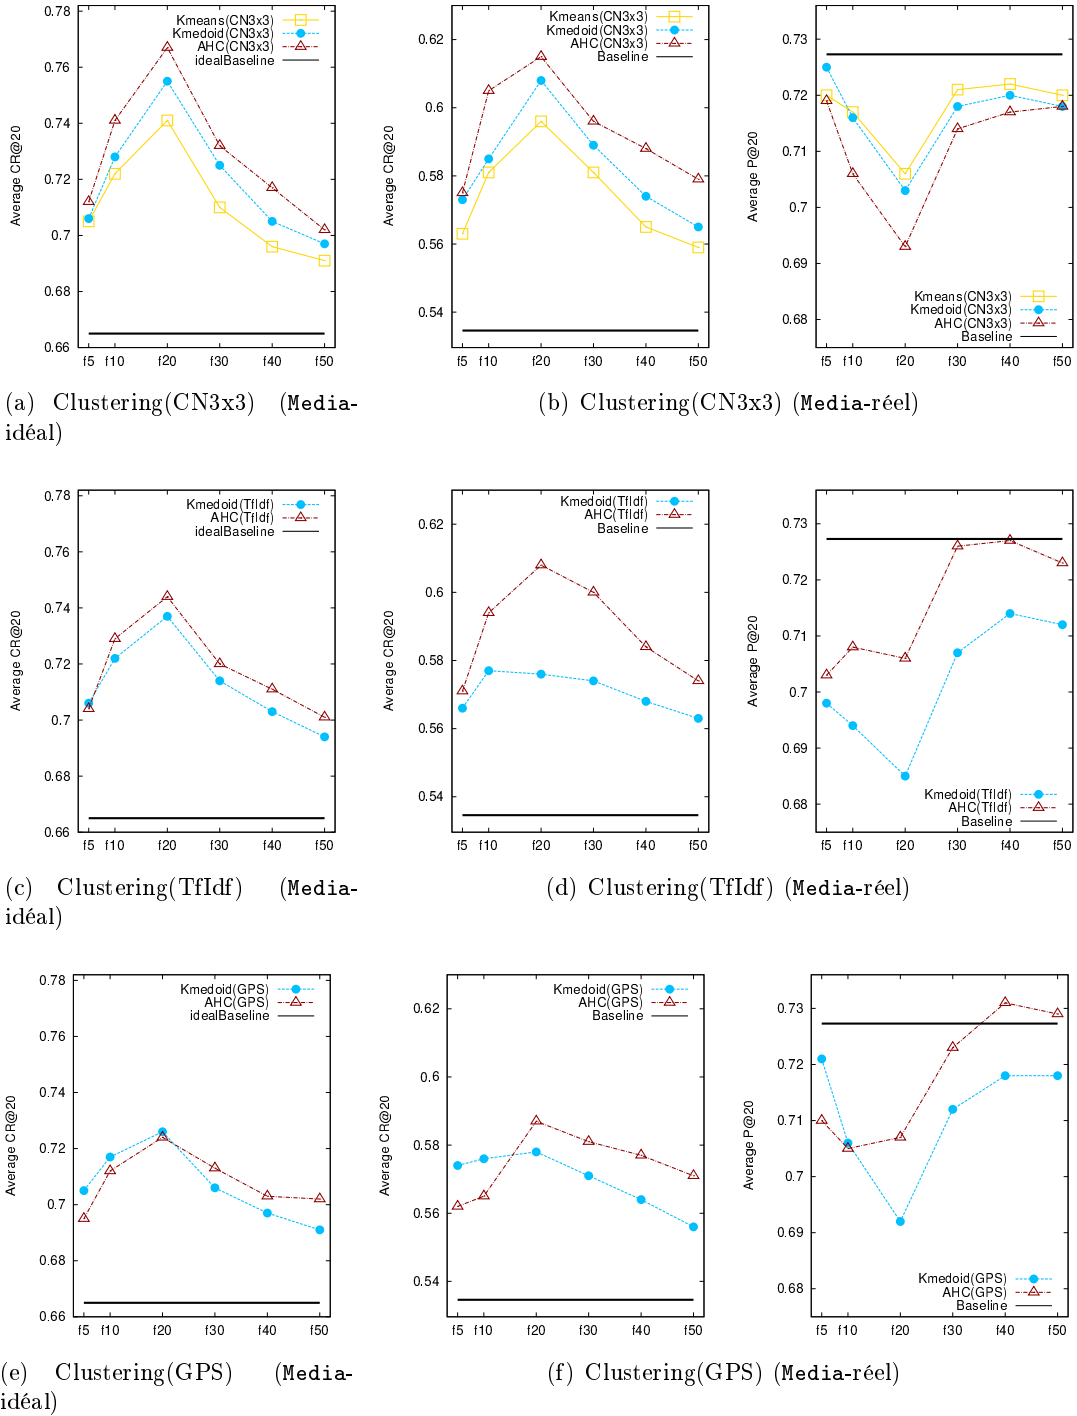 0.78
0.76
0.74
0.72
0.7
0.68
0.66
Average CR@20
Kmeans(CN3x3)
Kmedoid(CN3x3)
AHC(CN3x3)
idealBaseline
f5 f10 f20 f30 f40 f50
0.62
0.6
0.58
0.56
0.54
Average CR@20
Kmeans(CN3x3)
Kmedoid(CN3x3)
AHC(CN3x3)
Baseline
f5 f10 f20 f30 f40 f50
0.73
0.72
0.71
0.7
0.69
0.68
Average P@20
Kmeans(CN3x3)
Kmedoid(CN3x3)
AHC(CN3x3)
Baseline
f5 f10 f20 f30 f40 f50
(a) Clustering(CN3x3) (Media-
idéal)
(b) Clustering(CN3x3) (Media-réel)
0.78
0.76
0.74
0.72
0.7
0.68
0.66
Average CR@20
Kmedoid(TfIdf)
AHC(TfIdf)
idealBaseline
f5 f10 f20 f30 f40 f50
0.62
0.6
0.58
0.56
0.54
Average CR@20
Kmedoid(TfIdf)
AHC(TfIdf)
Baseline
f5 f10 f20 f30 f40 f50
0.73
0.72
0.71
0.7
0.69
0.68
Average P@20
Kmedoid(TfIdf)
AHC(TfIdf)
Baseline
f5 f10 f20 f30 f40 f50
(c) Clustering(TfIdf) (Media-
idéal)
(d) Clustering(TfIdf) (Media-réel)
0.78
0.76
0.74
0.72
0.7
0.68
0.66
Average CR@20
Kmedoid(GPS)
AHC(GPS)
idealBaseline
f5 f10 f20 f30 f40 f50
0.62
0.6
0.58
0.56
0.54
Average CR@20
Kmedoid(GPS)
AHC(GPS)
Baseline
f5 f10 f20 f30 f40 f50
0.73
0.72
0.71
0.7
0.69
0.68
Average P@20
Kmedoid(GPS)
AHC(GPS)
Baseline
f5 f10 f20 f30 f40 f50
(e) Clustering(GPS) (Media-
idéal)
(f) Clustering(GPS) (Media-réel)